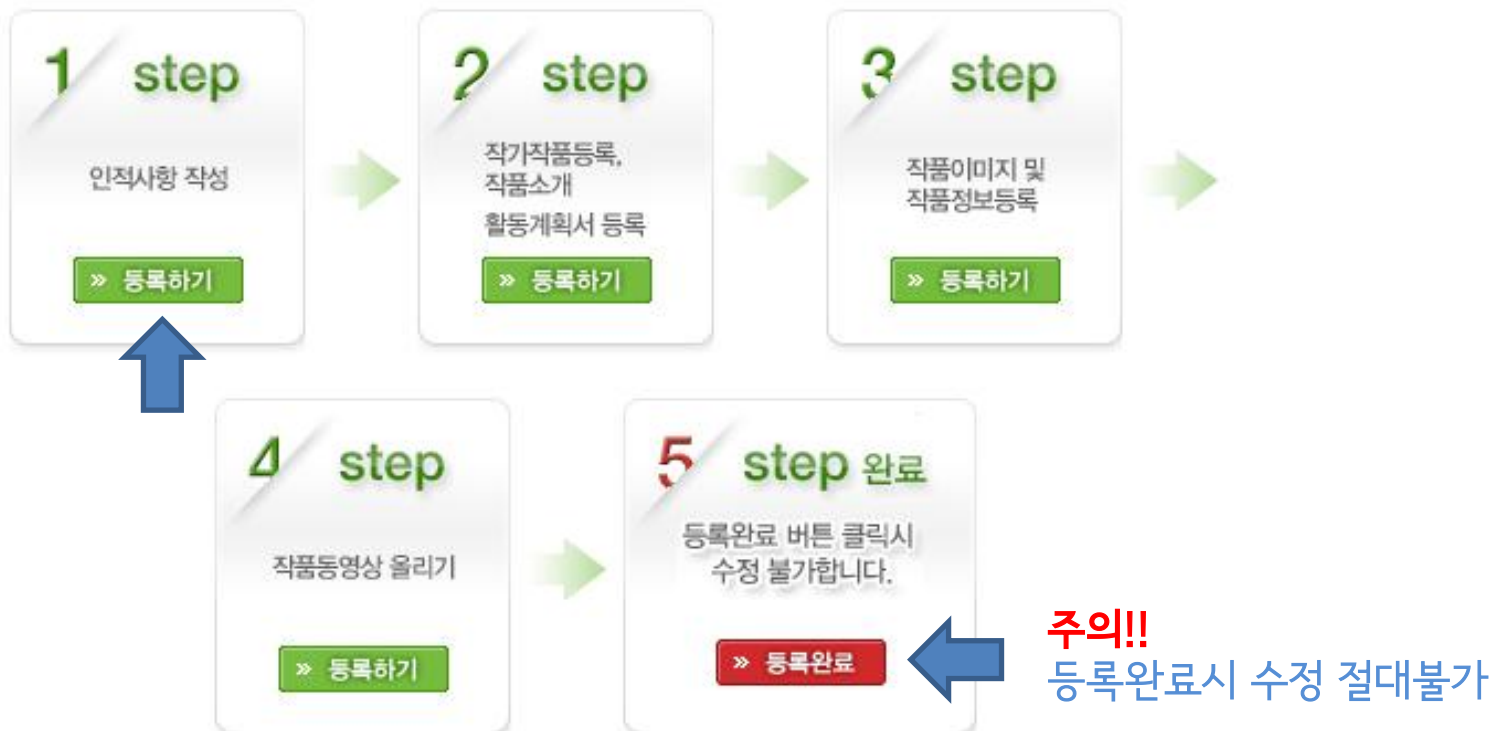 1 step
인적사항 작성
» 등록하기
2 step
작가작품등록,
작품소개
활동계획서 등록
» 등록하기
3 step
작품이미지 및
작품정보등록
» 등록하기
4 step
작품동영상 올리기
» 등록하기
5 step 완료
등록완료 버튼 클릭시
수정 불가합니다.
» 등록완료
주의!!
등록완료시 수정 절대불가